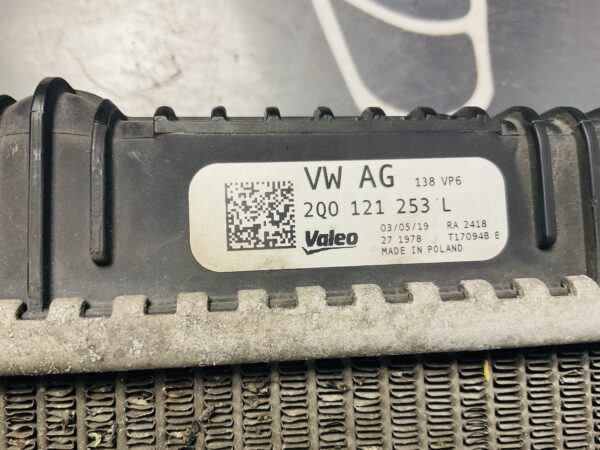 VW AG 138 VP6
2Q0 121 253 L
Valeo 03/05/19 RA 2418
27 1978 T17094B E
MADE IN POLAND